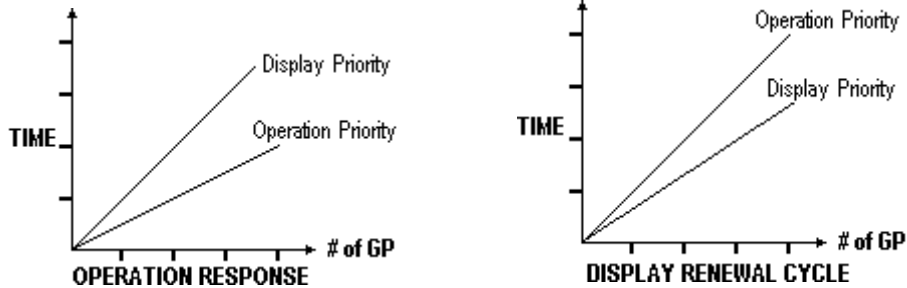 Display Priority
Operation Priority
TIME
# of GP
OPERATION RESPONSE
Operation Priority
Display Priority
TIME
# of GP
DISPLAY RENEWAL CYCLE